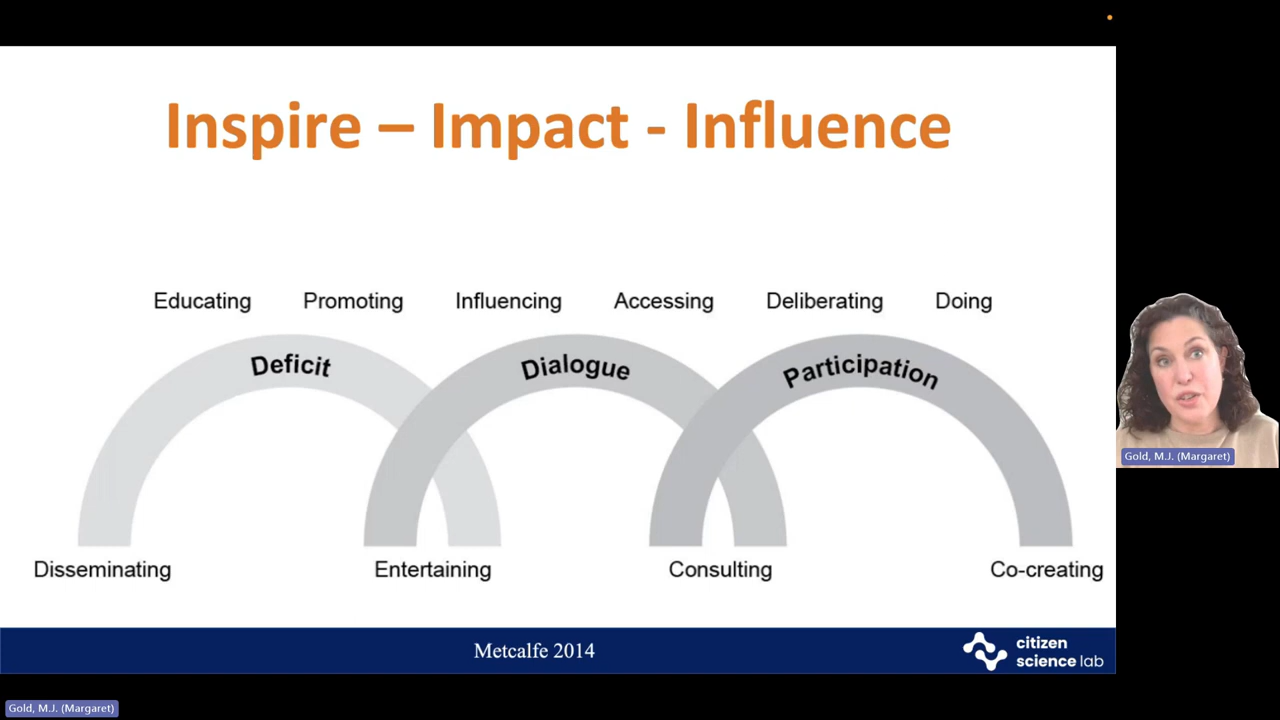 Inspire – Impact - Influence
Educating Promoting Influencing Accessing Deliberating Doing
Deficit Dialogue Participation
Disseminating Entertaining Consulting Co-creating
Metcalfe 2014
citizen
science lab
Gold, M.J. (Margaret)
Gold, M.J. (Margaret)